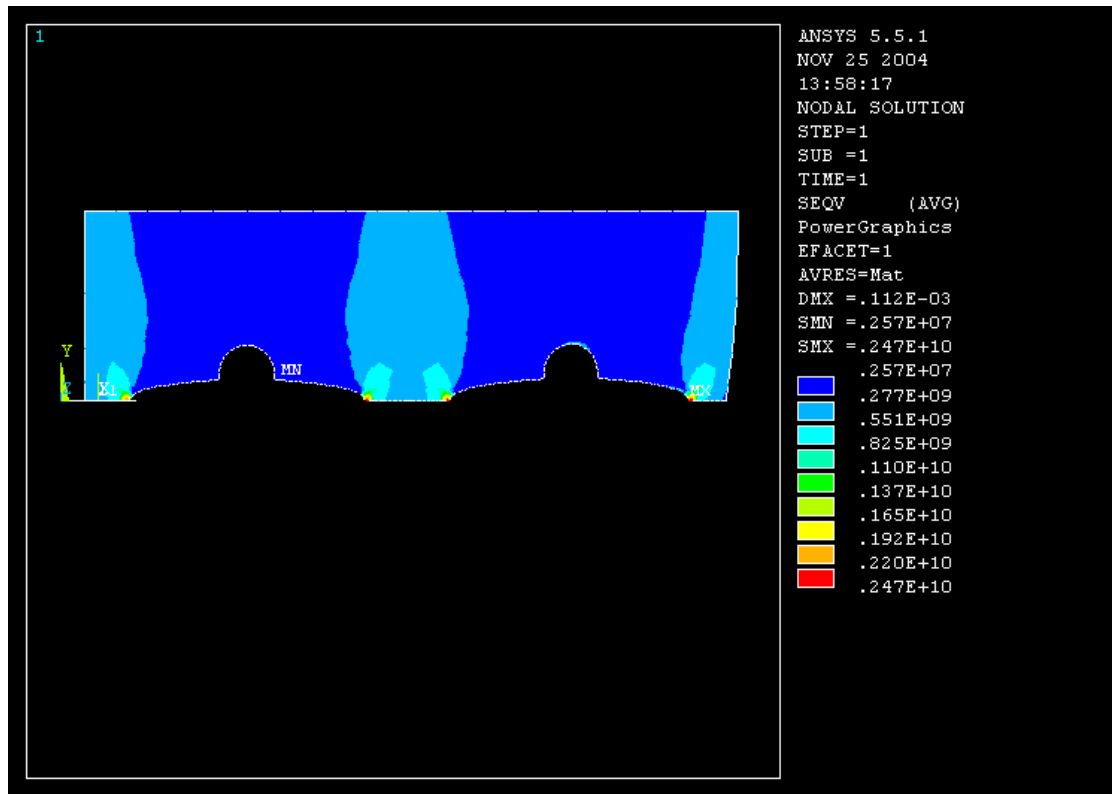 1
ANSYS 5.5.1
NOV 25 2004
13:58:17
NODAL SOLUTION
STEP=1
SUB =1
TIME=1
SEQV (AVG)
PowerGraphics
EFACET=1
AVRES=Mat
DMX =.112E-03
SMN =.257E+07
SMX =.247E+10
.257E+07
.277E+09
.551E+09
.825E+09
.110E+10
.137E+10
.165E+10
.192E+10
.220E+10
.247E+10
Y
MN
MX